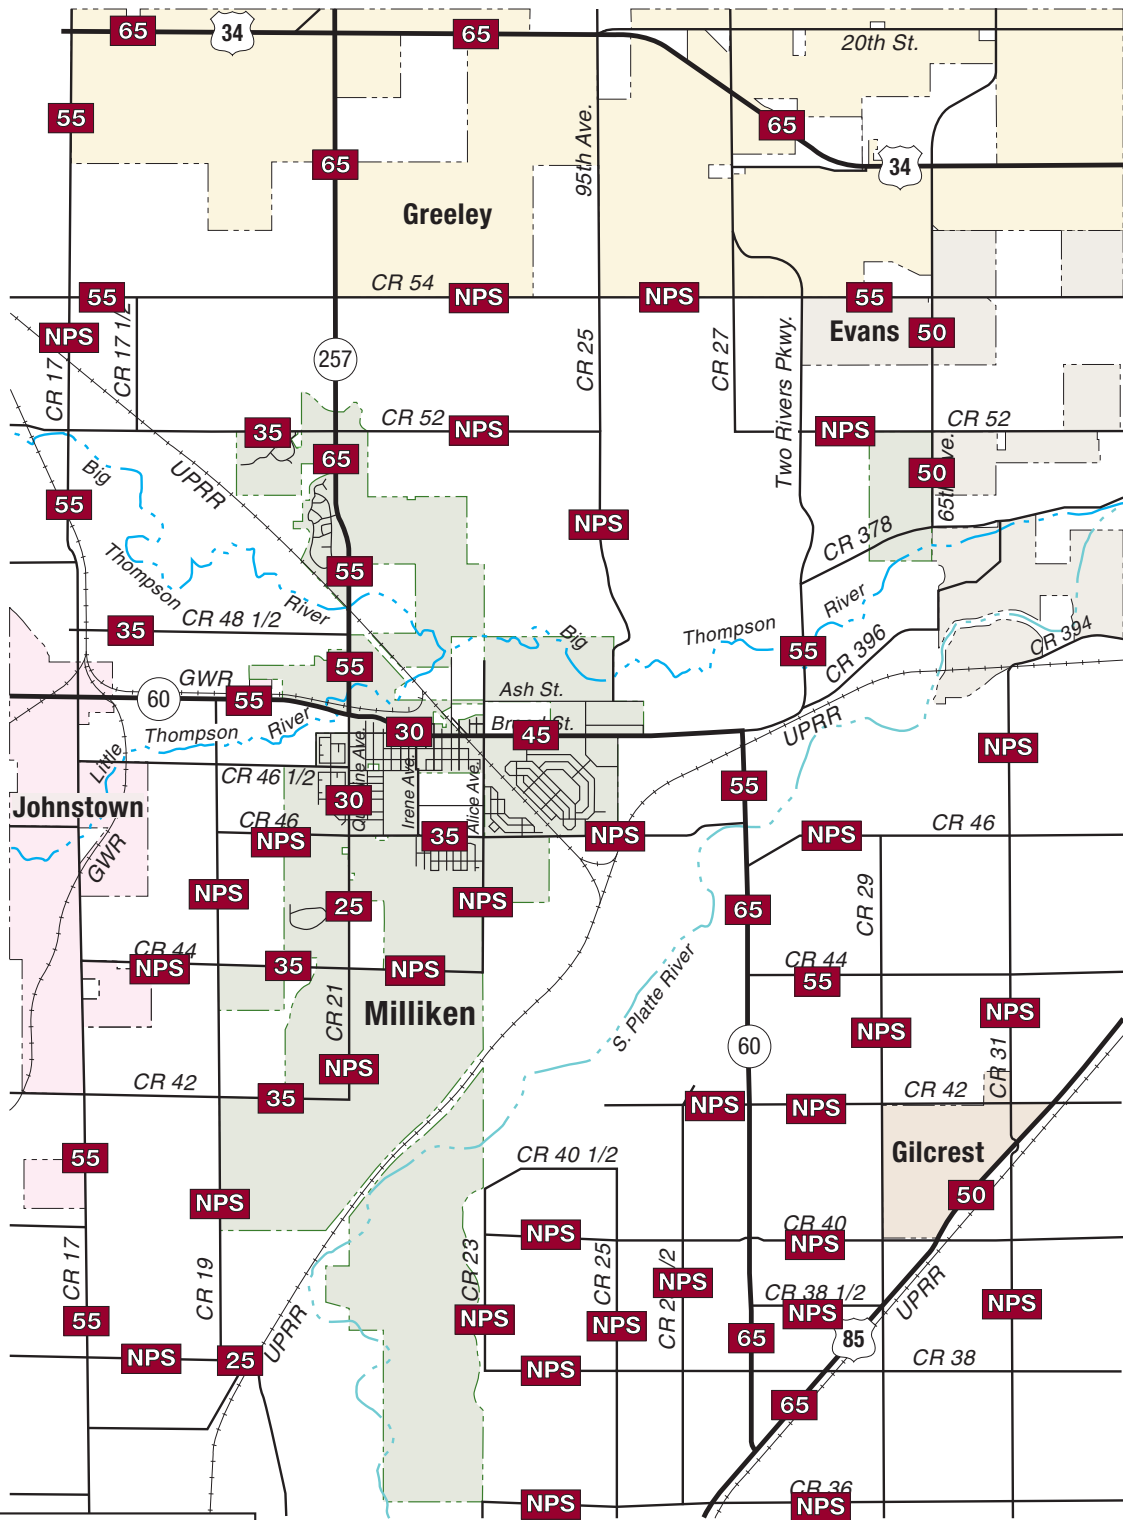 65
34
65
20th St.
55
65
65
95th Ave.
34
Greeley
CR 54
55
NPS
NPS
55
NPS
CR 17 1/2
Evans
50
257
CR 17
CR 25
CR 27
Two Rivers Pkwy.
35
CR 52
NPS
NPS
CR 52
65
Big
UPRR
50
65th Ave.
55
NPS
CR 378
Thompson
55
River
River
35
CR 48 1/2
Big
Thompson
55
CR 396
CR 394
55
GWR
60
55
Ash St.
River
Thompson
30
Broad St.
45
UPRR
NPS
Little
CR 46 1/2
Irene Ave.
Alice Ave.
55
30
Johnstown
CR 46
NPS
35
NPS
NPS
CR 46
GWR
NPS
25
NPS
65
CR 29
CR 44
NPS
35
NPS
CR 44
55
CR 21
Milliken
S. Platte River
NPS
NPS
60
NPS
CR 31
CR 42
35
NPS
NPS
CR 42
55
CR 40 1/2
Gilcrest
NPS
50
NPS
CR 40
NPS
CR 17
CR 19
CR 23
CR 25
NPS
CR 38 1/2
NPS
UPRR
NPS
55
UPRR
NPS
NPS
65
85
NPS
25
NPS
CR 38
65
NPS
CR 36
NPS